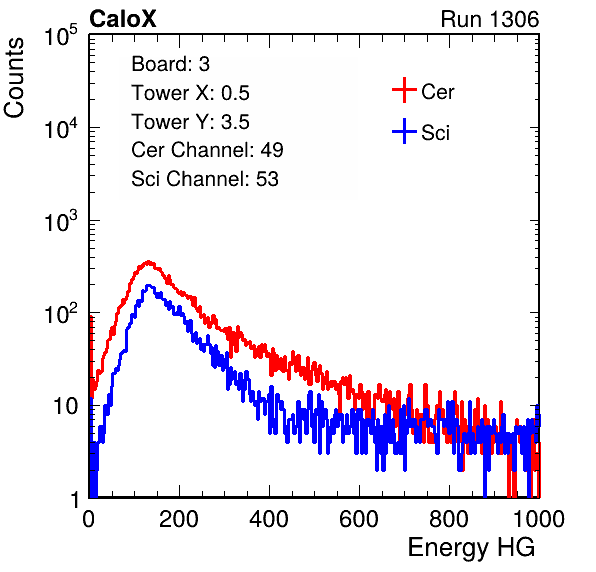 CaloX Run 1306
Counts
10^5
10^4
10^3
10^2
10
1
Board: 3
Tower X: 0.5
Tower Y: 3.5
Cer Channel: 49
Sci Channel: 53
Cer
Sci
0 200 400 600 800 1000
Energy HG